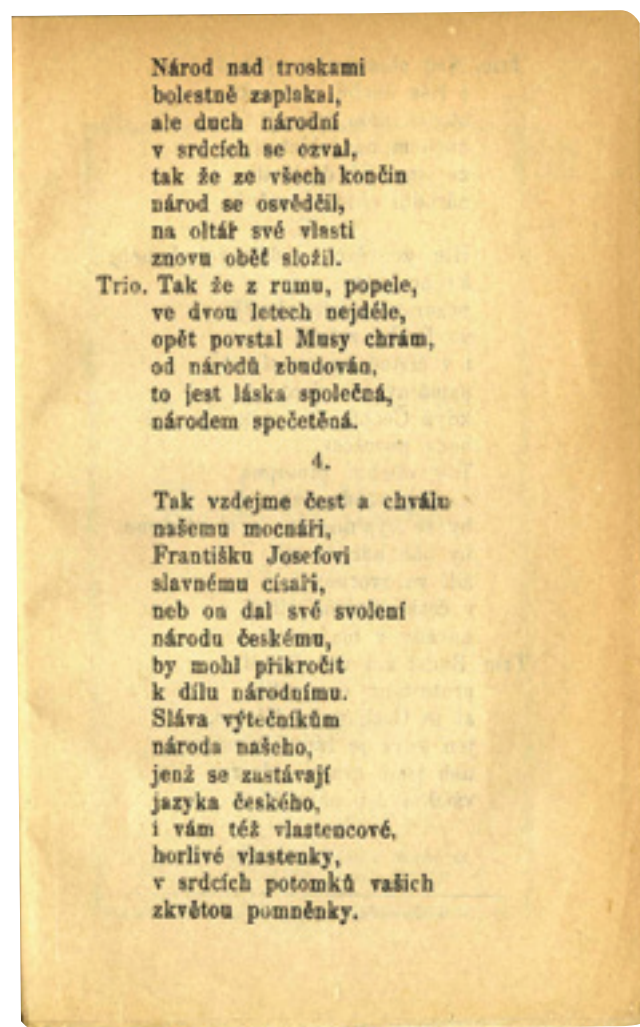 Národ nad troskami
bolestně zaplakal,
ale duch národní
v srdcích se ozval,
tak že ze všech končin
národ se osvědčil,
na oltář své vlasti
znovu oběť složil.
Trio. Tak že z rumu, popele,
ve dvou letech nejdéle,
opět povstal Musy chrám,
od národů zbudován,
to jest láska společná,
národem spečetěná.
4.
Tak vzdejme čest a chválu
našemu mocnáři,
Františku Josefovi
slavnému císaři,
neb on dal své svolení
národu českému,
by mohl přikročit
k dílu národnímu.
Sláva výtečníkům
národa našeho,
jenž se zastávají
jazyka českého,
i vám též vlastencové,
horlivé vlastenky,
v srdcích potomků vašich
zkvětou pomněnky.